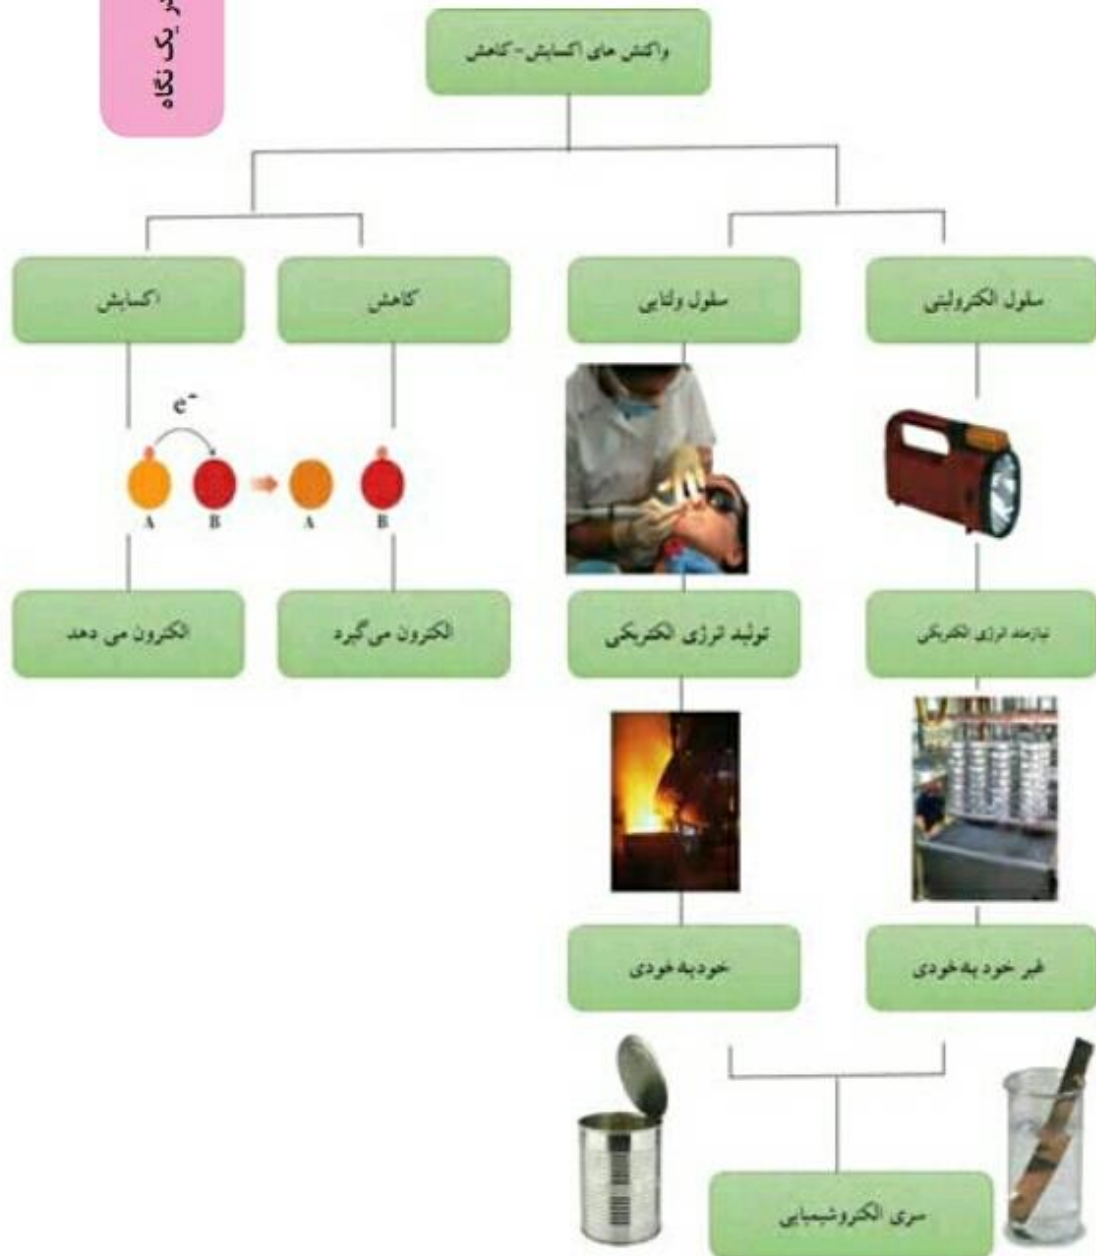 در یک نگاه
واکنش های اکسایش-کاهش
اکسایش
کاهش
سلول ولتایی
سلول الکترولیتی
e⁻
A B A B
الکترون می دهد
الکترون می‌گیرد
تولید انرژی الکتریکی
نیازمند انرژی الکتریکی
خودبه‌خودی
غیر خود به‌خودی
سری الکتروشیمیایی